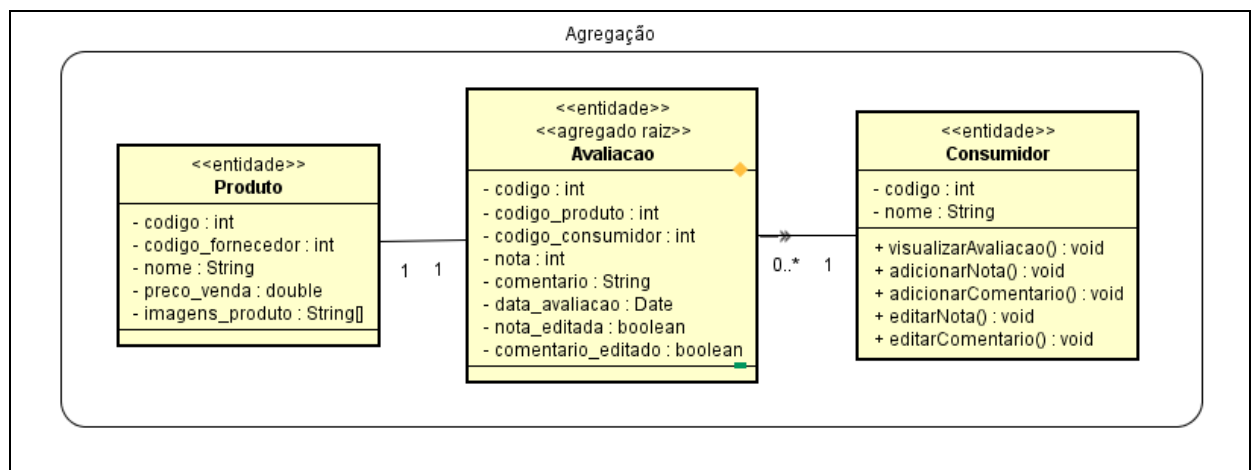 Agregação
<<entidade>>
Produto
- codigo : int
- codigo_fornecedor : int
- nome : String
- preco_venda : double
- imagens_produto : String[]
1 1
<<entidade>>
<<agregado raiz>>
Avaliacao
- codigo : int
- codigo_produto : int
- codigo_consumidor : int
- nota : int
- comentario : String
- data_avaliacao : Date
- nota_editada : boolean
- comentario_editado : boolean
0..* 1
<<entidade>>
Consumidor
- codigo : int
- nome : String
+ visualizarAvaliacao() : void
+ adicionarNota() : void
+ adicionarComentario() : void
+ editarNota() : void
+ editarComentario() : void